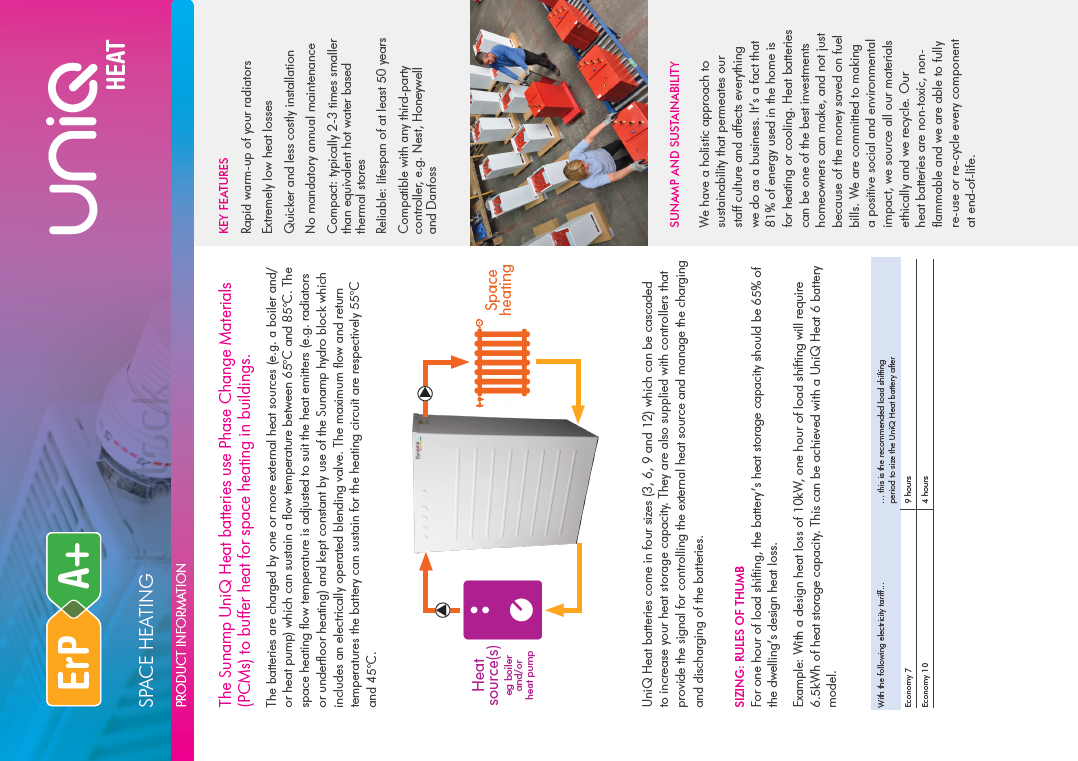 ErP A+
uniQ
HEAT
SPACE HEATING
PRODUCT INFORMATION
The Sunamp UniQ Heat batteries use Phase Change Materials
(PCMs) to buffer heat for space heating in buildings.
The batteries are charged by one or more external heat sources (e.g. a boiler and/
or heat pump) which can sustain a flow temperature between 65°C and 85°C. The
space heating flow temperature is adjusted to suit the heat emitters (e.g. radiators
or underfloor heating) and kept constant by use of the Sunamp hydro block which
includes an electrically operated blending valve. The maximum flow and return
temperatures the battery can sustain for the heating circuit are respectively 55°C
and 45°C.
Heat
source(s)
eg boiler
and/or
heat pump
Sunamp
Space
heating
UniQ Heat batteries come in four sizes (3, 6, 9 and 12) which can be cascaded
to increase your heat storage capacity. They are also supplied with controllers that
provide the signal for controlling the external heat source and manage the charging
and discharging of the batteries.
SIZING: RULES OF THUMB
For one hour of load shifting, the battery's heat storage capacity should be 65% of
the dwelling's design heat loss.
Example: With a design heat loss of 10kW, one hour of load shifting will require
6.5kWh of heat storage capacity. This can be achieved with a UniQ Heat 6 battery
model.
With the following electricity tariff... ... this is the recommended load shifting
period to size the UniQ Heat battery after
Economy 7 9 hours
Economy 10 4 hours
KEY FEATURES
Rapid warm-up of your radiators
Extremely low heat losses
Quicker and less costly installation
No mandatory annual maintenance
Compact: typically 2-3 times smaller
than equivalent hot water based
thermal stores
Reliable: lifespan of at least 50 years
Compatible with any third-party
controller, e.g. Nest, Honeywell
and Danfoss
SUNAMP AND SUSTAINABILITY
We have a holistic approach to
sustainability that permeates our
staff culture and affects everything
we do as a business. It's a fact that
81% of energy used in the home is
for heating or cooling. Heat batteries
can be one of the best investments
homeowners can make, and not just
because of the money saved on fuel
bills. We are committed to making
a positive social and environmental
impact, we source all our materials
ethically and we recycle. Our
heat batteries are non-toxic, non-
flammable and we are able to fully
re-use or re-cycle every component
at end-of-life.